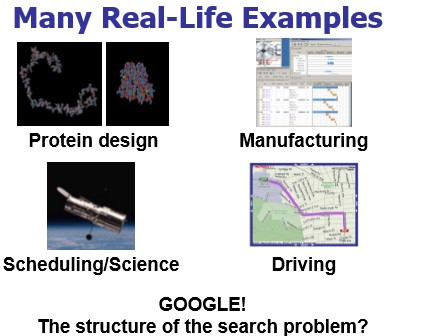 Many Real-Life Examples
Protein design
Manufacturing
Scheduling/Science
Driving
GOOGLE!
The structure of the search problem?